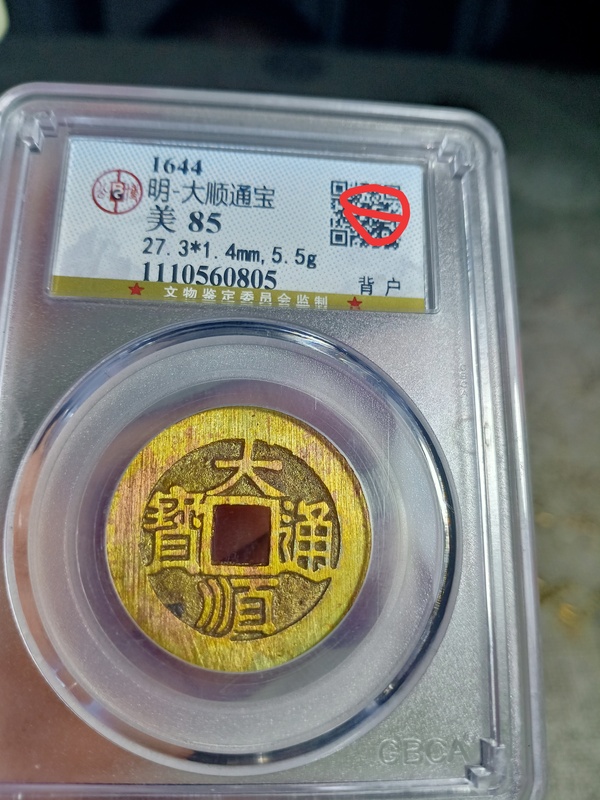 1644
明-大顺通宝
美 85
27.3*1.4mm,5.5g
1110560805
背 户
文物鉴定委员会监制
大
寶 通
順
GBCA